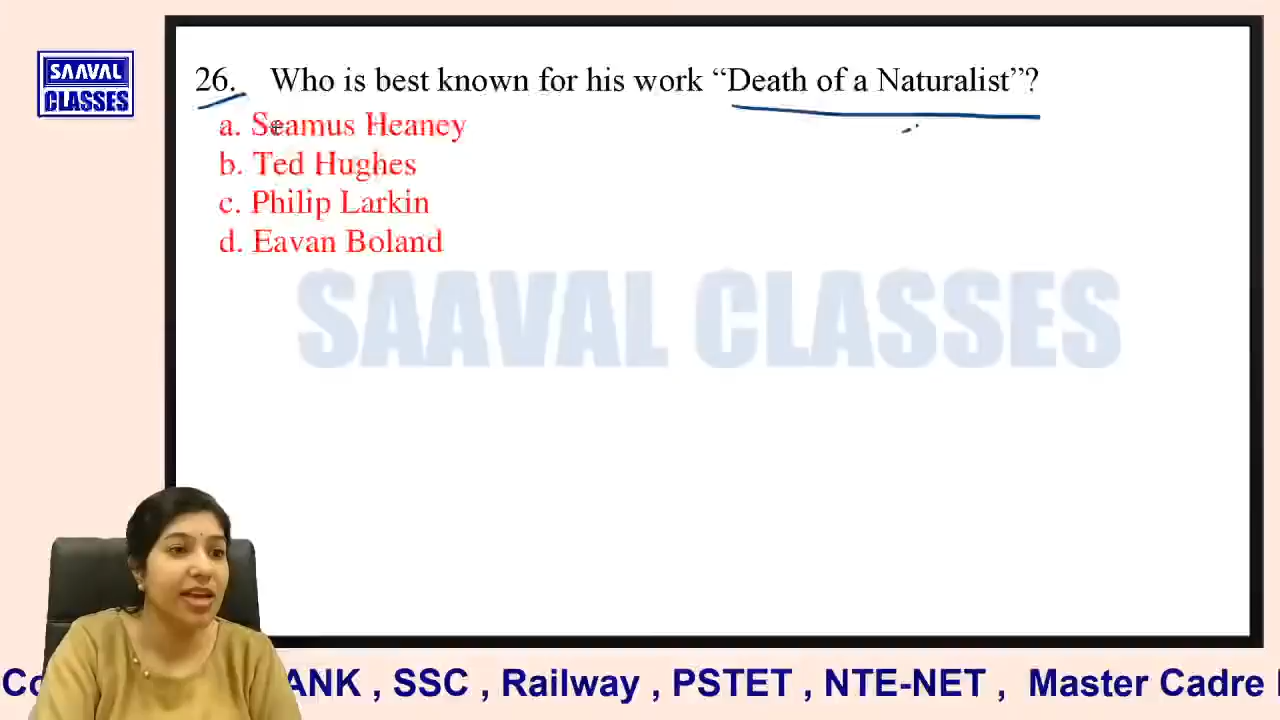 SAAVAL
CLASSES
26. Who is best known for his work “Death of a Naturalist”?
a. Seamus Heaney
b. Ted Hughes
c. Philip Larkin
d. Eavan Boland
SAAVAL CLASSES
ANK , SSC , Railway , PSTET , NTE-NET , Master Cadre